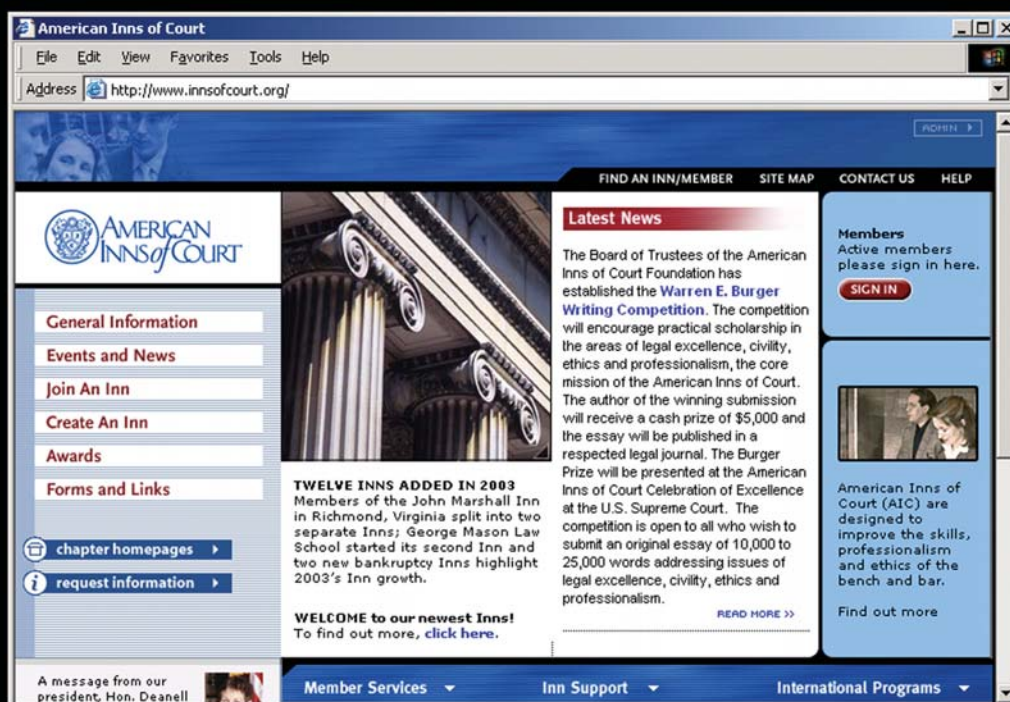 American Inns of Court
File Edit View Favorites Tools Help
Address http://www.innsofcourt.org/
ADMIN
FIND AN INN/MEMBER SITE MAP CONTACT US HELP
AMERICAN
INNS of COURT
General Information
Events and News
Join An Inn
Create An Inn
Awards
Forms and Links
chapter homepages
request information
A message from our
president, Hon. Deanell
TWELVE INNS ADDED IN 2003
Members of the John Marshall Inn
in Richmond, Virginia split into two
separate Inns; George Mason Law
School started its second Inn and
two new bankruptcy Inns highlight
2003's Inn growth.
WELCOME to our newest Inns!
To find out more, click here.
Latest News
The Board of Trustees of the American
Inns of Court Foundation has
established the Warren E. Burger
Writing Competition. The competition
will encourage practical scholarship in
the areas of legal excellence, civility,
ethics and professionalism, the core
mission of the American Inns of Court.
The author of the winning submission
will receive a cash prize of $5,000 and
the essay will be published in a
respected legal journal. The Burger
Prize will be presented at the American
Inns of Court Celebration of Excellence
at the U.S. Supreme Court. The
competition is open to all who wish to
submit an original essay of 10,000 to
25,000 words addressing issues of
legal excellence, civility, ethics and
professionalism.
READ MORE >>
Members
Active members
please sign in here.
SIGN IN
American Inns of
Court (AIC) are
designed to
improve the skills,
professionalism
and ethics of the
bench and bar.
Find out more
Member Services Inn Support International Programs